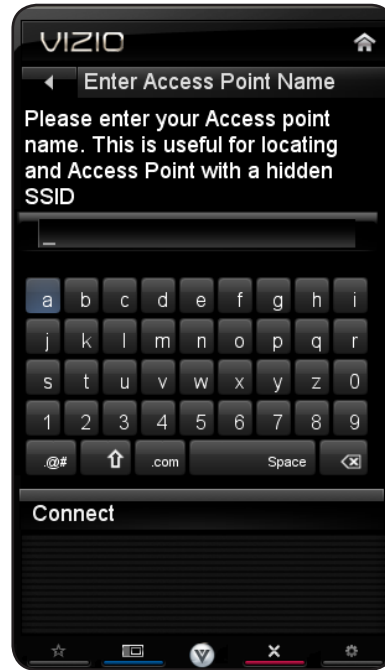 VIZIO
Enter Access Point Name
Please enter your Access point
name. This is useful for locating
and Access Point with a hidden
SSID
_
a b c d e f g h i
j k l m n o p q r
s t u v w x y z 0
1 2 3 4 5 6 7 8 9
.@# .com Space
Connect
V